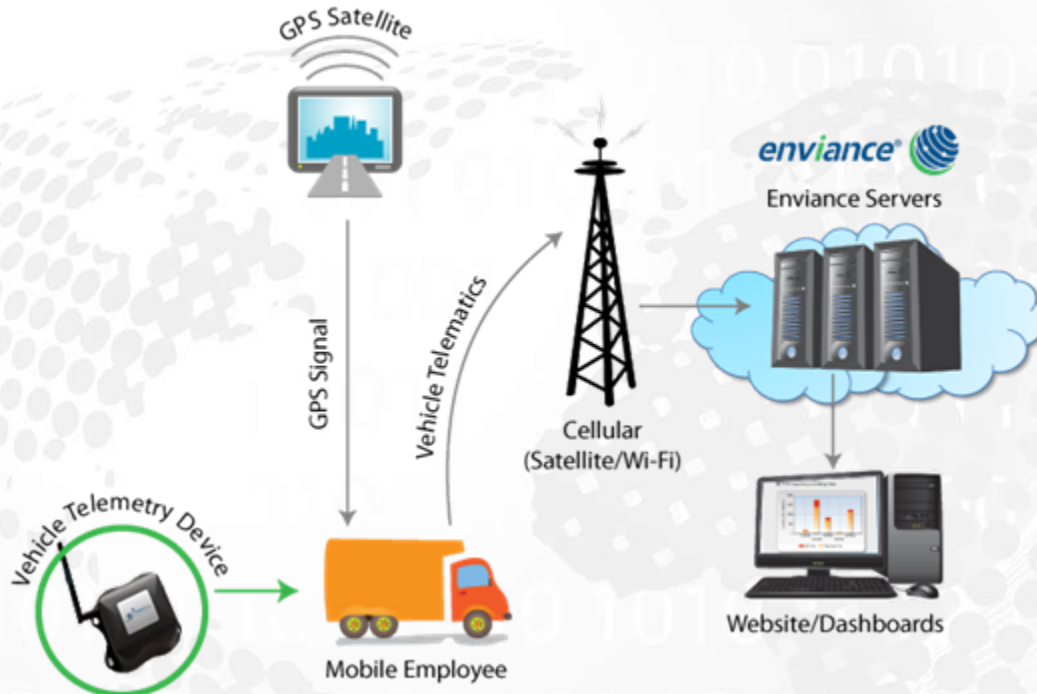 GPS Satellite
enviance®
Enviance Servers
GPS Signal
Vehicle Telematics
Cellular
(Satellite/Wi-Fi)
Vehicle Telemetry Device
Mobile Employee
Website/Dashboards